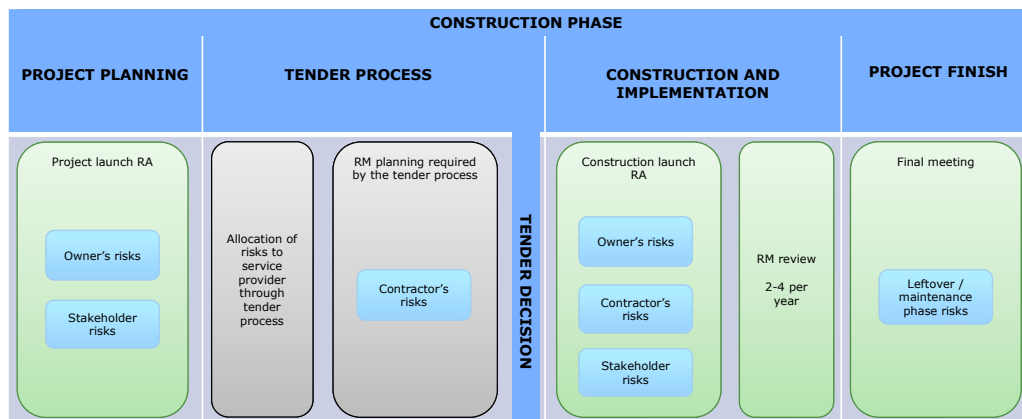 CONSTRUCTION PHASE
PROJECT PLANNING
TENDER PROCESS
CONSTRUCTION AND
IMPLEMENTATION
PROJECT FINISH
Project launch RA
Owner’s risks
Stakeholder
risks
Allocation of
risks to
service
provider
through
tender
process
RM planning required
by the tender process
Contractor’s
risks
TENDER DECISION
Construction launch
RA
Owner’s risks
Contractor’s
risks
Stakeholder
risks
RM review
2-4 per
year
Final meeting
Leftover /
maintenance
phase risks